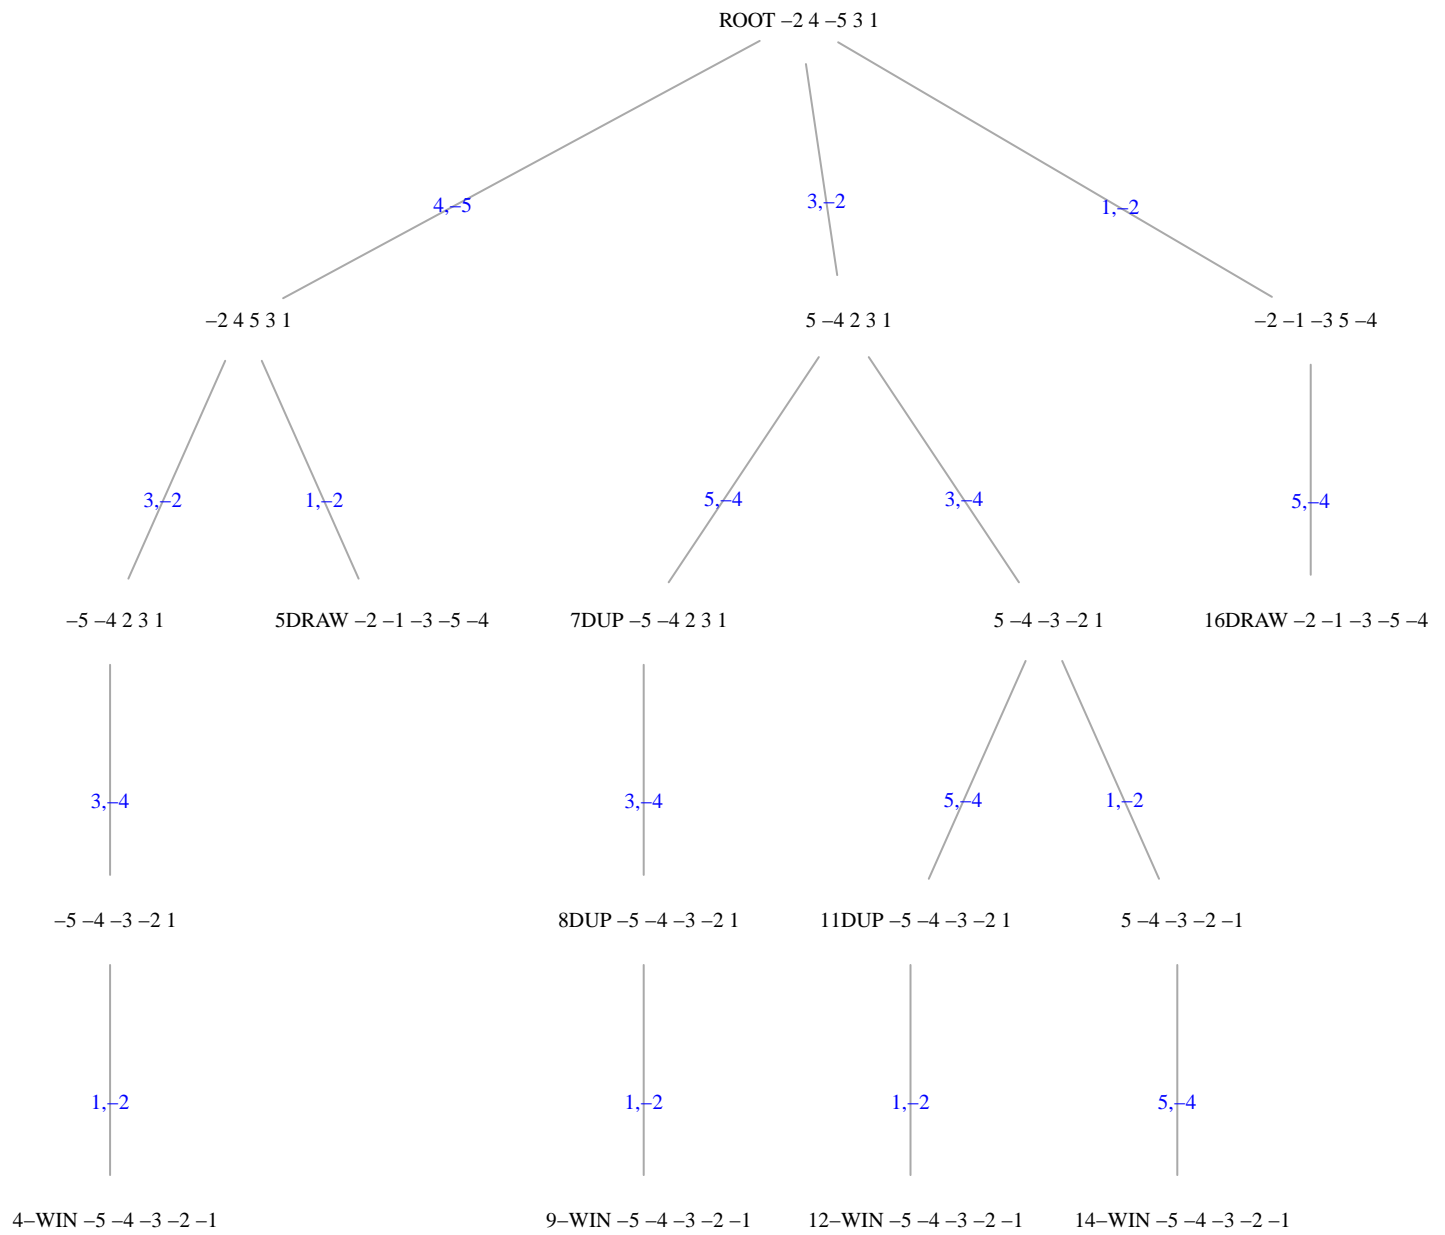 ROOT –2 4 –5 3 1
4,–5
3,–2
1,–2
–2 4 5 3 1
5 –4 2 3 1
–2 –1 –3 5 –4
3,–2
1,–2
5,–4
3,–4
5,–4
–5 –4 2 3 1
5DRAW –2 –1 –3 –5 –4
7DUP –5 –4 2 3 1
5 –4 –3 –2 1
16DRAW –2 –1 –3 –5 –4
3,–4
3,–4
5,–4
1,–2
–5 –4 –3 –2 1
8DUP –5 –4 –3 –2 1
11DUP –5 –4 –3 –2 1
5 –4 –3 –2 –1
1,–2
1,–2
1,–2
5,–4
4–WIN –5 –4 –3 –2 –1
9–WIN –5 –4 –3 –2 –1
12–WIN –5 –4 –3 –2 –1
14–WIN –5 –4 –3 –2 –1